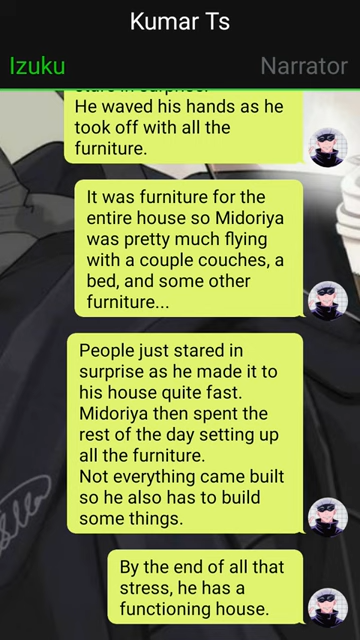 Kumar Ts
Izuku
Narrator
stare in surprise.
He waved his hands as he
took off with all the
furniture.
It was furniture for the
entire house so Midoriya
was pretty much flying
with a couple couches, a
bed, and some other
furniture...
People just stared in
surprise as he made it to
his house quite fast.
Midoriya then spent the
rest of the day setting up
all the furniture.
Not everything came built
so he also has to build
some things.
By the end of all that
stress, he has a
functioning house.